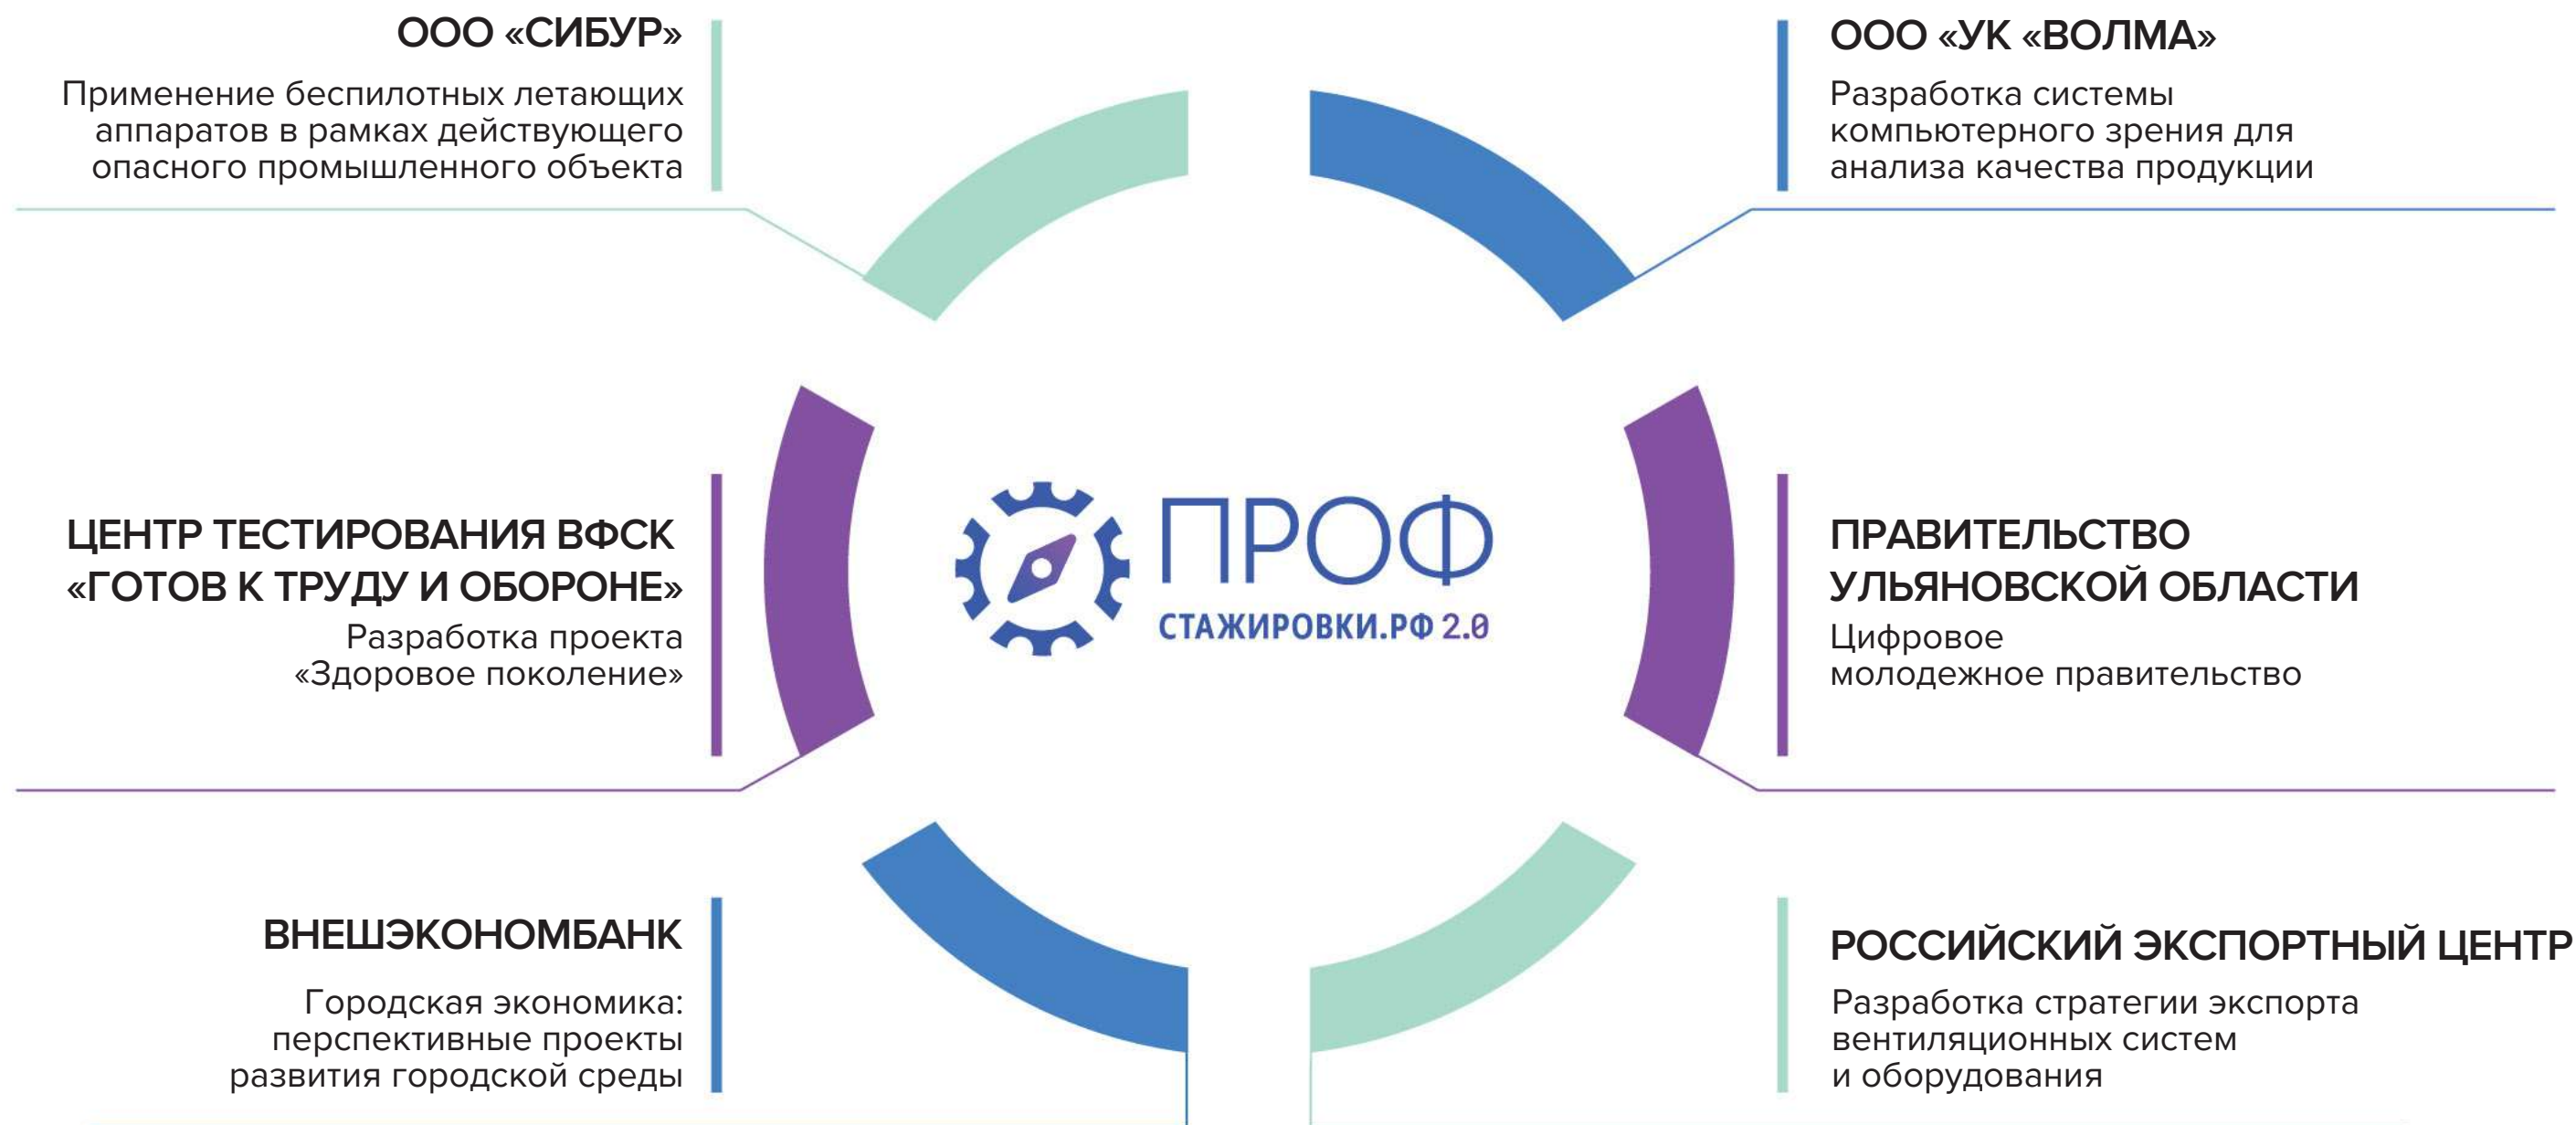 ООО «СИБУР»
Применение беспилотных летающих
аппаратов в рамках действующего
опасного промышленного объекта
ООО «УК «ВОЛМА»
Разработка системы
компьютерного зрения для
анализа качества продукции
ЦЕНТР ТЕСТИРОВАНИЯ ВФСК
«ГОТОВ К ТРУДУ И ОБОРОНЕ»
Разработка проекта
«Здоровое поколение»
ПРОФ
СТАЖИРОВКИ.РФ 2.0
ПРАВИТЕЛЬСТВО
УЛЬЯНОВСКОЙ ОБЛАСТИ
Цифровое
молодежное правительство
ВНЕШЭКОНОМБАНК
Городская экономика:
перспективные проекты
развития городской среды
РОССИЙСКИЙ ЭКСПОРТНЫЙ ЦЕНТР
Разработка стратегии экспорта
вентиляционных систем
и оборудования